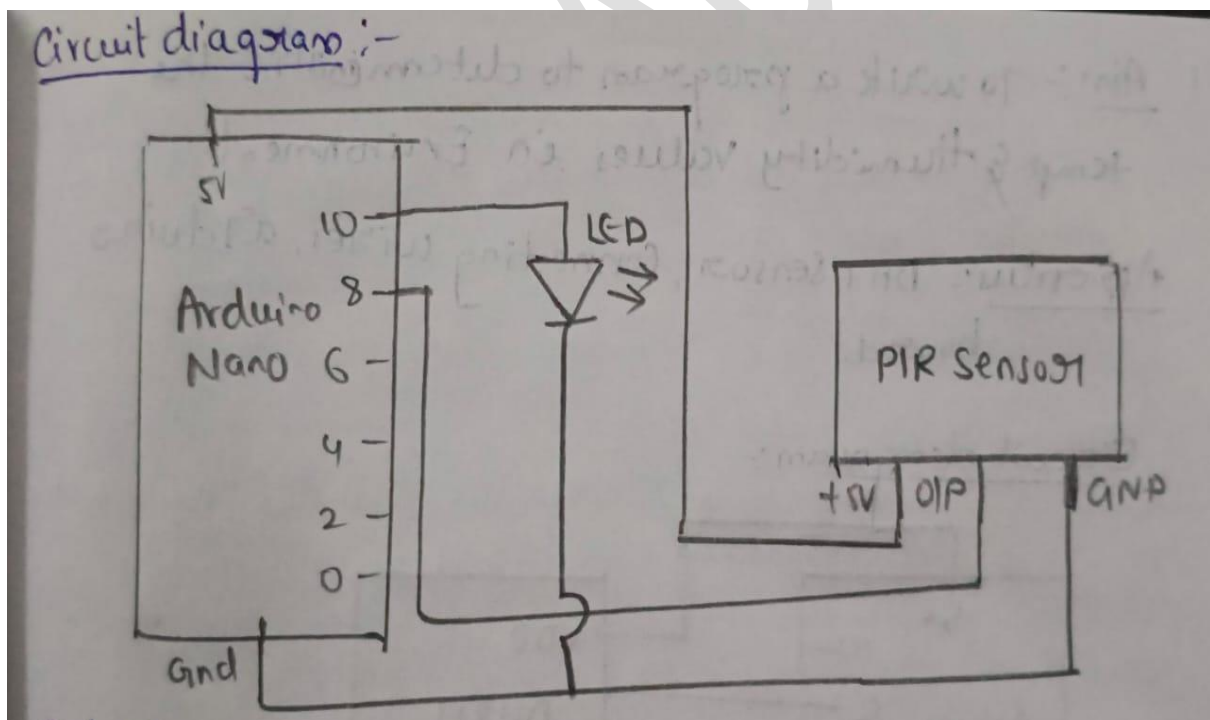 Circuit diagram :-
5V
10
LED
Arduino 8
Nano 6
PIR Sensor
4
+5V O/P GND
2
0
Gnd